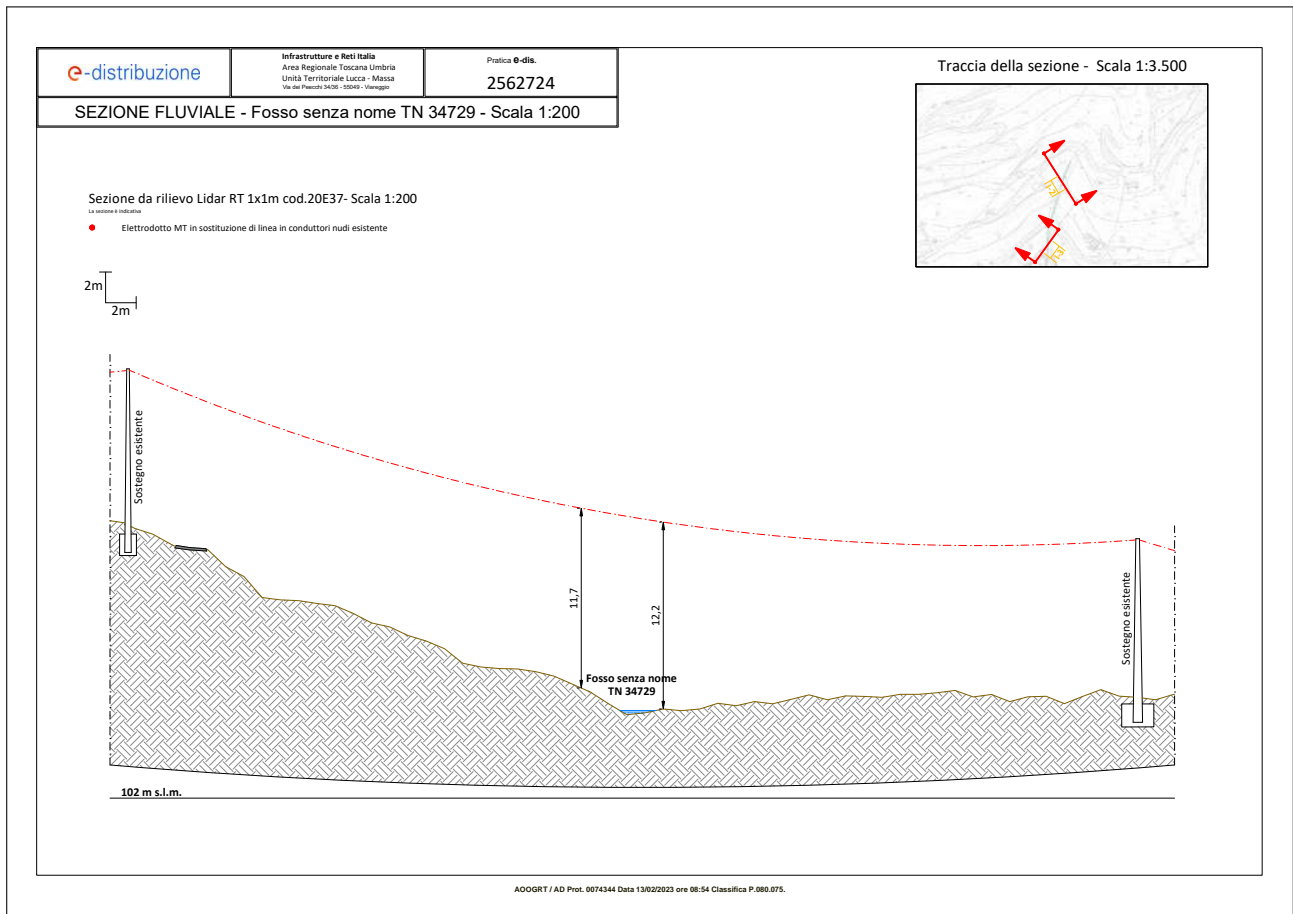 e-distribuzione
Infrastrutture e Reti Italia
Area Regionale Toscana Umbria
Unità Territoriale Lucca - Massa
Via dei Pescchi 34/36 - 55049 - Viareggio
Pratica e-dis.
2562724
SEZIONE FLUVIALE - Fosso senza nome TN 34729 - Scala 1:200
Traccia della sezione - Scala 1:3.500
Sezione da rilievo Lidar RT 1x1m cod.20E37- Scala 1:200
La sezione è indicativa
Elettrodotto MT in sostituzione di linea in conduttori nudi esistente
2m
2m
Sostegno esistente
11,7
12,2
Sostegno esistente
Fosso senza nome
TN 34729
102 m s.l.m.
AOOGRT / AD Prot. 0074344 Data 13/02/2023 ore 08:54 Classifica P.080.075.